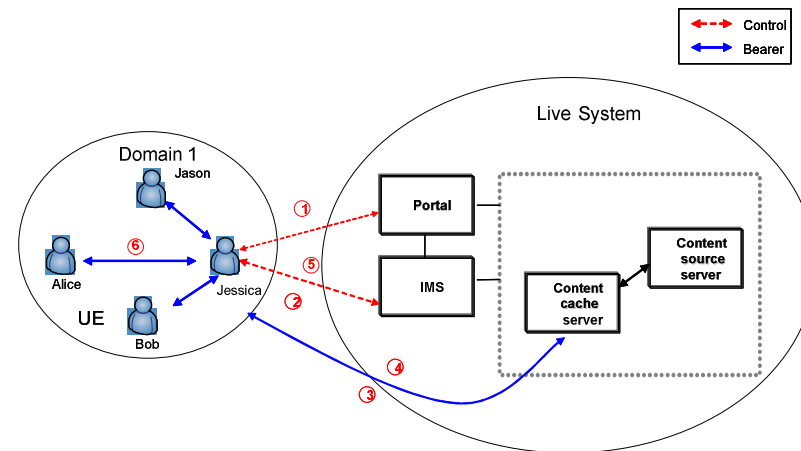 Control
Bearer
Live System
Domain 1
Jason
Portal
1
Content
source
server
6
5
Alice
Jessica
IMS
2
Content
cache
server
UE
Bob
4
3